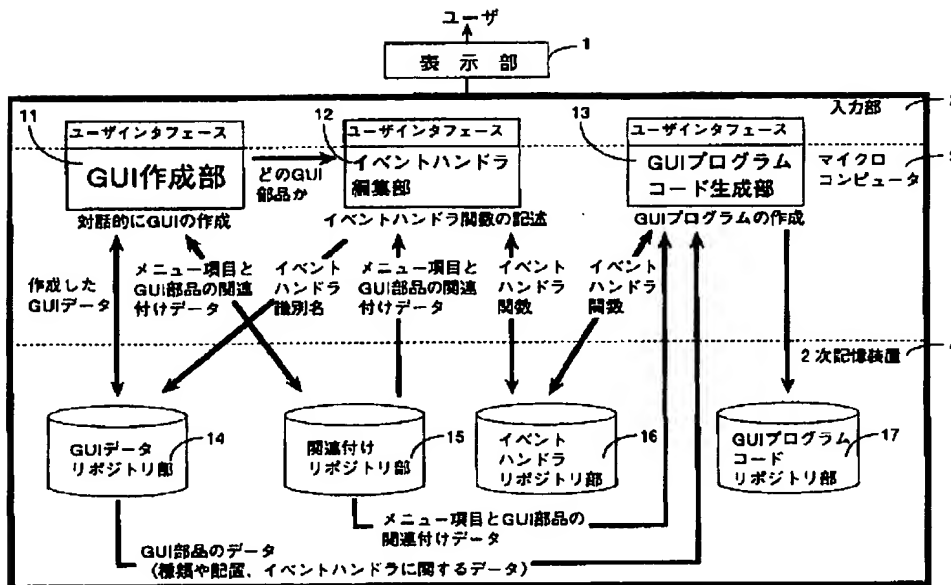 ユーザ
表示部
1
入力部
11
ユーザインタフェース
GUI作成部
対話的にGUIの作成
どのGUI
部品か
12
ユーザインタフェース
イベントハンドラ
編集部
イベントハンドラ関数の記述
13
ユーザインタフェース
GUIプログラム
コード生成部
GUIプログラムの作成
マイクロ
コンピュータ
作成した
GUIデータ
メニュー項目と
GUI部品の関連
付けデータ
イベント
ハンドラ
識別名
メニュー項目と
GUI部品の関連
付けデータ
イベント
ハンドラ
関数
イベント
ハンドラ
関数
2次記憶装置
GUIデータ
リポジトリ部
14
関連付け
リポジトリ部
15
イベント
ハンドラ
リポジトリ部
16
GUIプログラム
コード
リポジトリ部
17
メニュー項目とGUI部品の
関連付けデータ
GUI部品のデータ
(種類や配置、イベントハンドラに関するデータ)